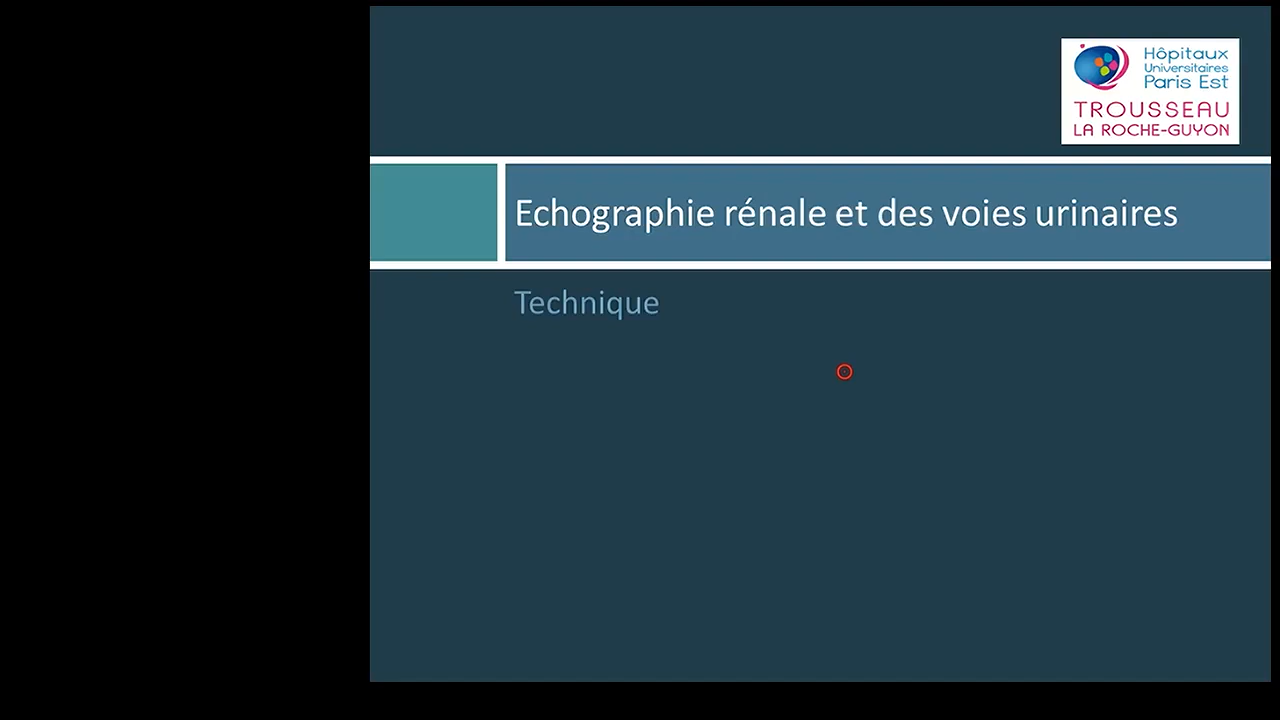 Hôpitaux
Universitaires
Paris Est
TROUSSEAU
LA ROCHE-GUYON
Echographie rénale et des voies urinaires
Technique